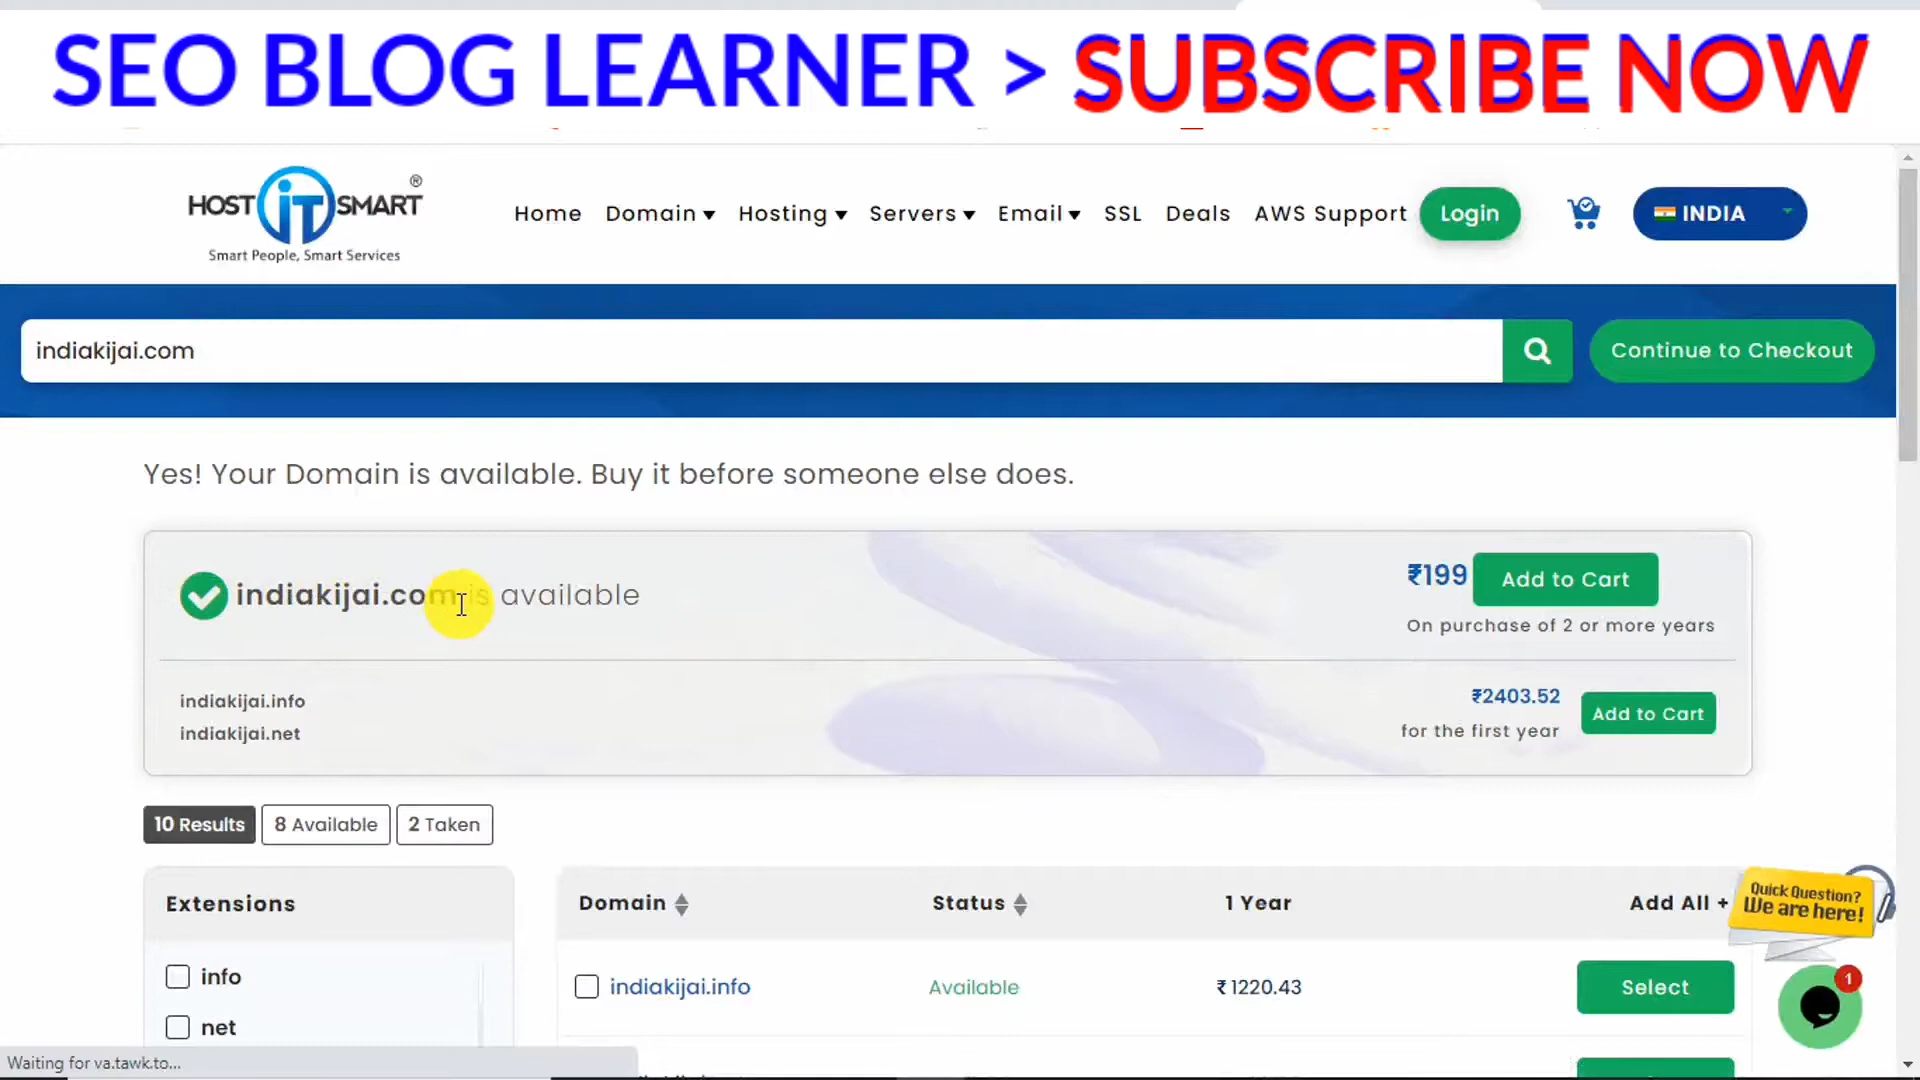 SEO BLOG LEARNER > SUBSCRIBE NOW
HOST iT SMART ®
Smart People, Smart Services
Home Domain Hosting Servers Email SSL Deals AWS Support Login INDIA
indiakijai.com Continue to Checkout
Yes! Your Domain is available. Buy it before someone else does.
indiakijai.com is available ₹199 Add to Cart
On purchase of 2 or more years
indiakijai.info ₹2403.52
indiakijai.net for the first year Add to Cart
10 Results 8 Available 2 Taken
Extensions Domain Status 1 Year Add All +
Quick Question?
We are here!
info indiakijai.info Available ₹1220.43 Select
1
net
Waiting for va.tawk.to...